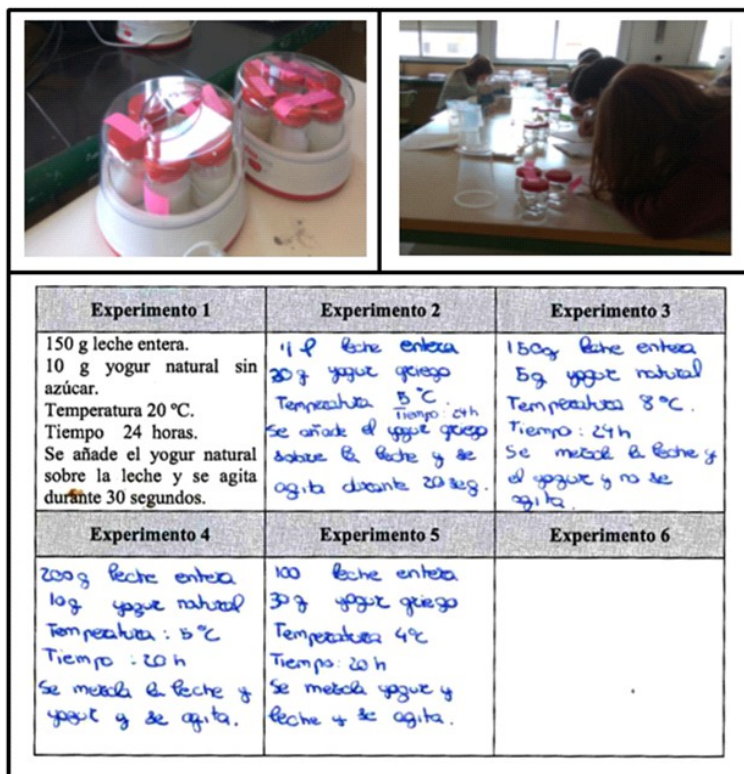 Experimento 1
150 g leche entera.
10 g yogur natural sin
azúcar.
Temperatura 20 ºC.
Tiempo 24 horas.
Se añade el yogur natural
sobre la leche y se agita
durante 30 segundos.
Experimento 2
leche entera
30 g yogur griego
Temperatura 5 ºC.
Tiempo: 24h
Se añade el yogur griego
sobre la leche y se
agita durante 20 seg.
Experimento 3
150g leche entera
5g yogur natural
Temperatura 8 ºC.
Tiempo: 24h
Se mezcla la leche y
el yogur y no se
agita.
Experimento 4
200g leche entera
10g yogur natural
Temperatura: 5 ºC
Tiempo: 20 h
Se mezcla la leche y
yogur y se agita.
Experimento 5
100 leche entera
30 g yogur griego
Temperatura 4ºC
Tiempo: 20 h
Se mezcla yogur y
leche y se agita.
Experimento 6